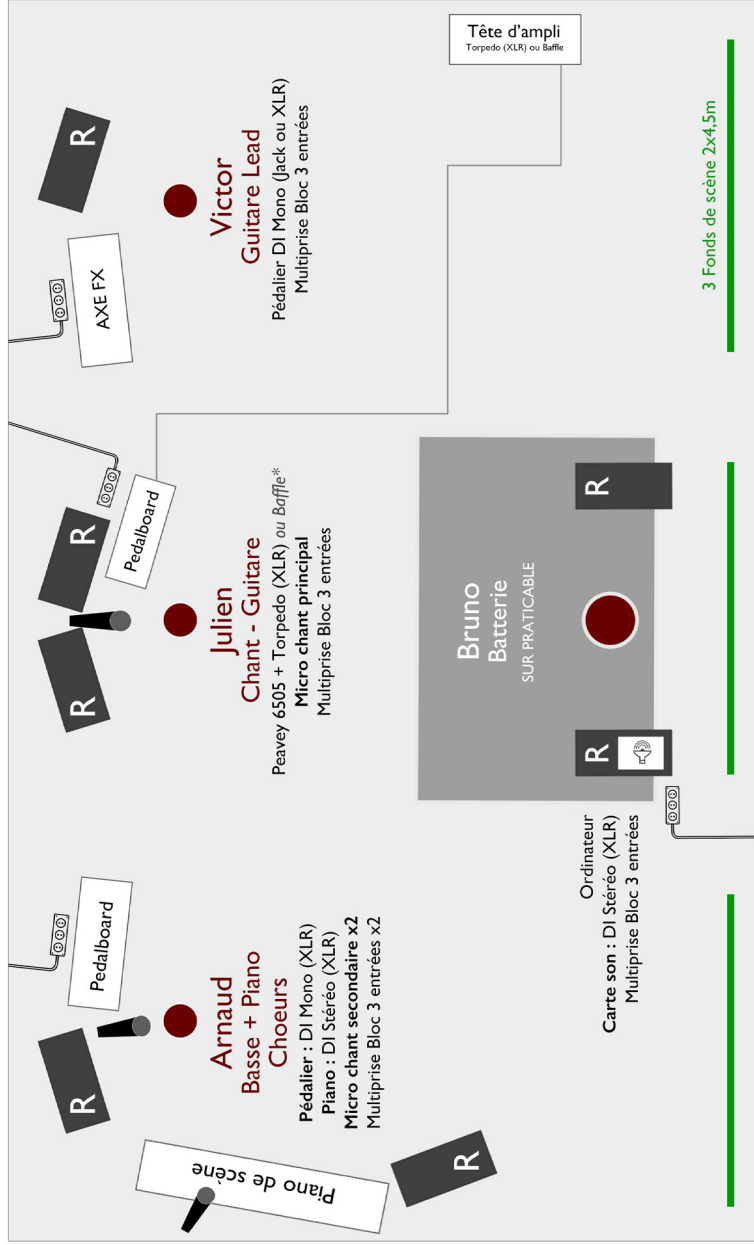 3 Fonds de scène 2x4,5m
Tête d’ampli
Torpedo (XLR) ou Baffle
Ordinateur
Carte son : DI Stéréo (XLR)
Multiprise Bloc 3 entrées
R
R
Bruno
Batterie
SUR PRATICABLE
Arnaud
Basse + Piano
Choeurs
Pédalier : DI Mono (XLR)
Piano : DI Stéréo (XLR)
Micro chant secondaire x2
Multiprise Bloc 3 entrées x2
Julien
Chant - Guitare
Peavey 6505 + Torpedo (XLR) ou Baffle*
Micro chant principal
Multiprise Bloc 3 entrées
Victor
Guitare Lead
Pédalier DI Mono (Jack ou XLR)
Multiprise Bloc 3 entrées
Piano de scène
R
R
Pedalboard
R
R
Pedalboard
AXE FX
R